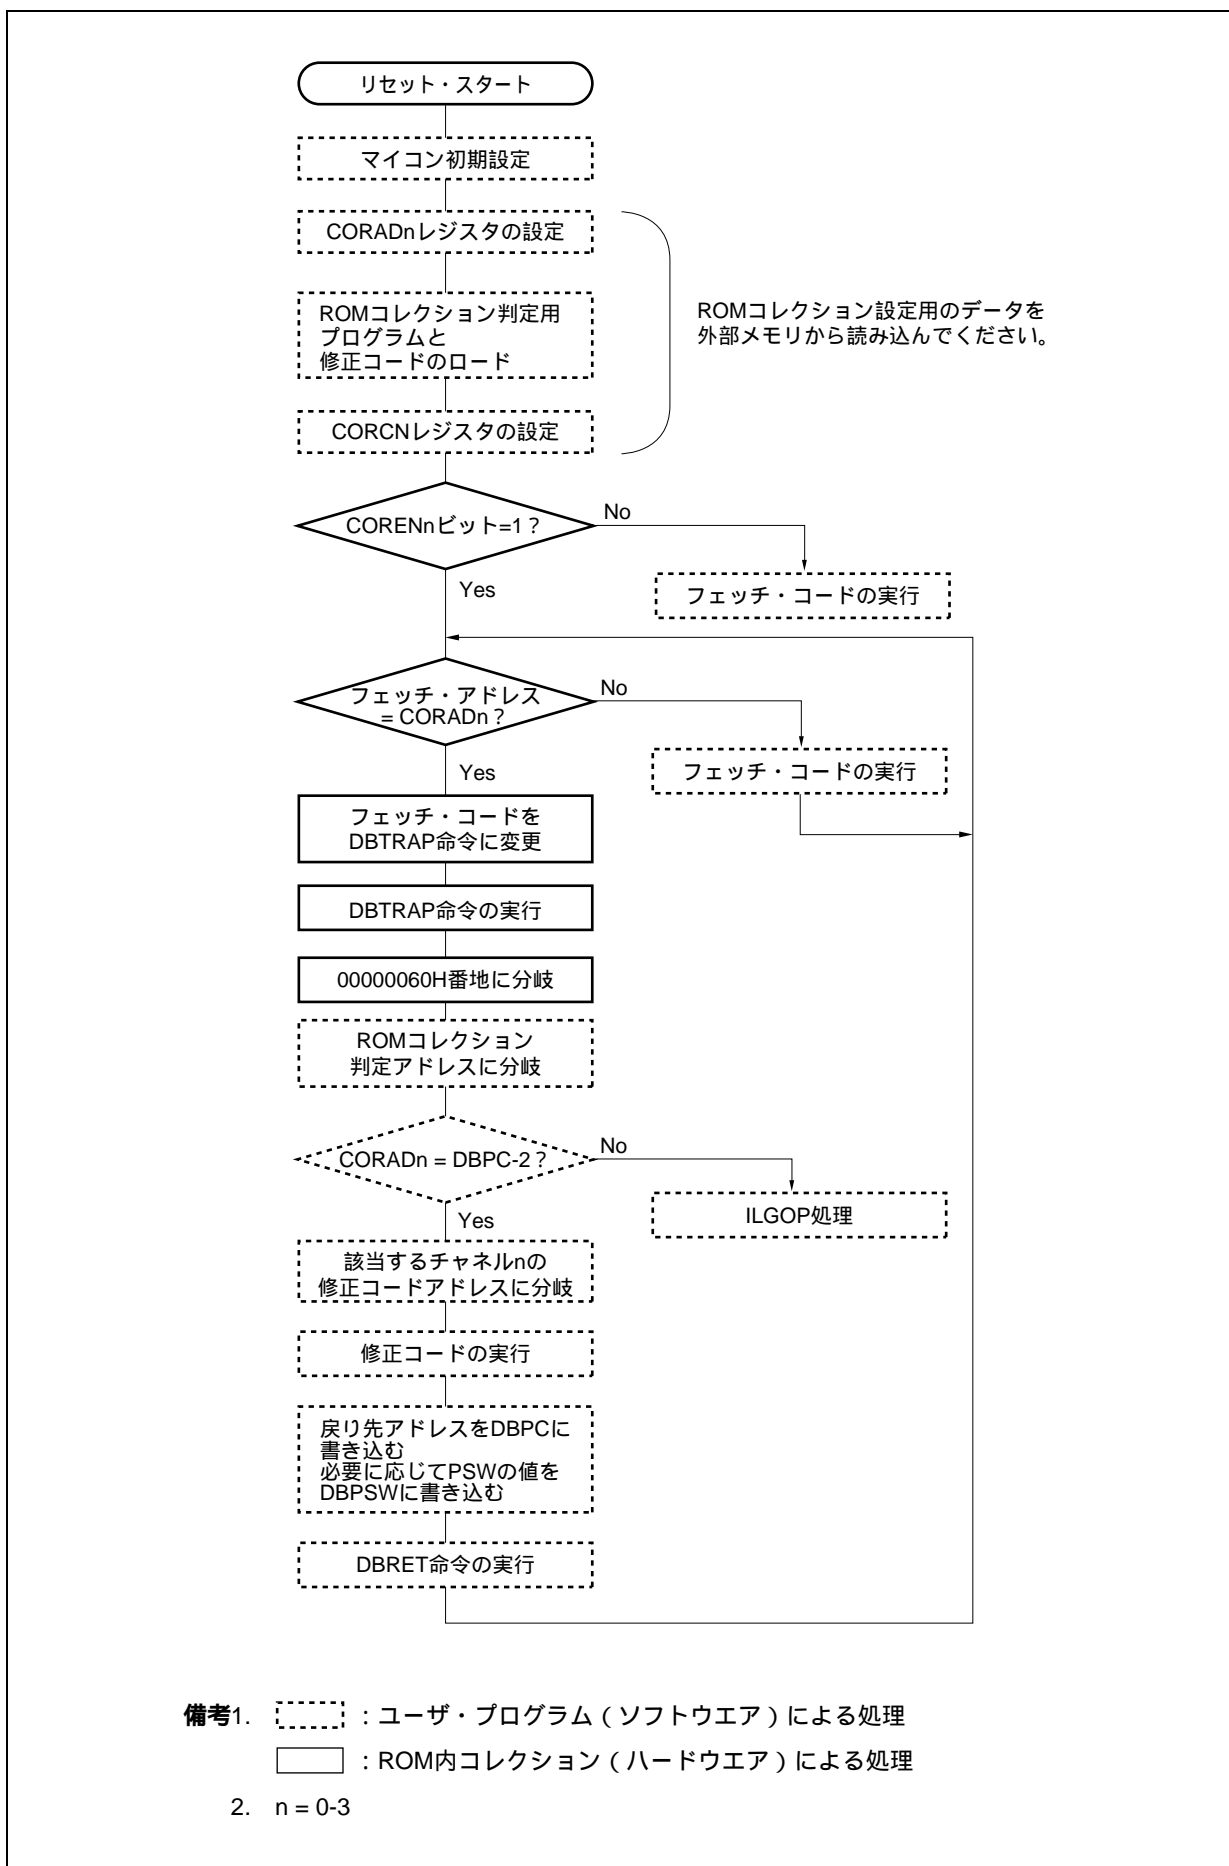 リセット・スタート
マイコン初期設定
CORADnレジスタの設定
ROMコレクション判定用
プログラムと
修正コードのロード
ROMコレクション設定用のデータを
外部メモリから読み込んでください。
CORCNレジスタの設定
CORENnビット=1？
No
Yes
フェッチ・コードの実行
フェッチ・アドレス
= CORADn？
No
Yes
フェッチ・コードの実行
フェッチ・コードを
DBTRAP命令に変更
DBTRAP命令の実行
00000060H番地に分岐
ROMコレクション
判定アドレスに分岐
CORADn = DBPC-2？
No
Yes
ILGOP処理
該当するチャネルnの
修正コードアドレスに分岐
修正コードの実行
戻り先アドレスをDBPCに
書き込む
必要に応じてPSWの値を
DBPSWに書き込む
DBRET命令の実行
備考1. ：ユーザ・プログラム（ソフトウエア）による処理
：ROM内コレクション（ハードウエア）による処理
2. n = 0-3